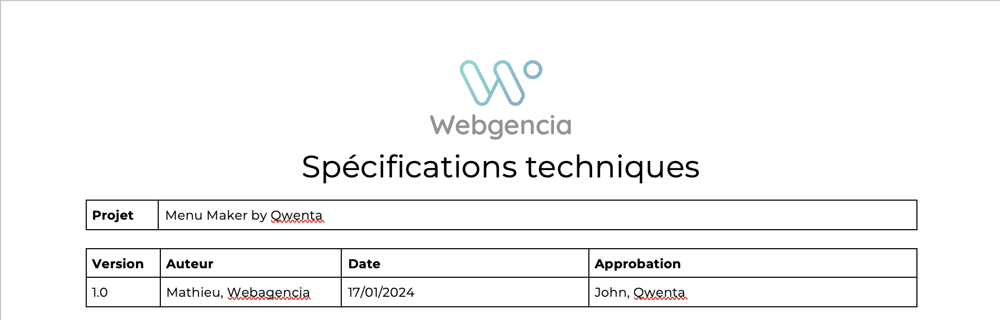 Webgencia
Spécifications techniques
Projet Menu Maker by Qwenta
Version Auteur Date Approbation
1.0 Mathieu, Webagencia 17/01/2024 John, Qwenta